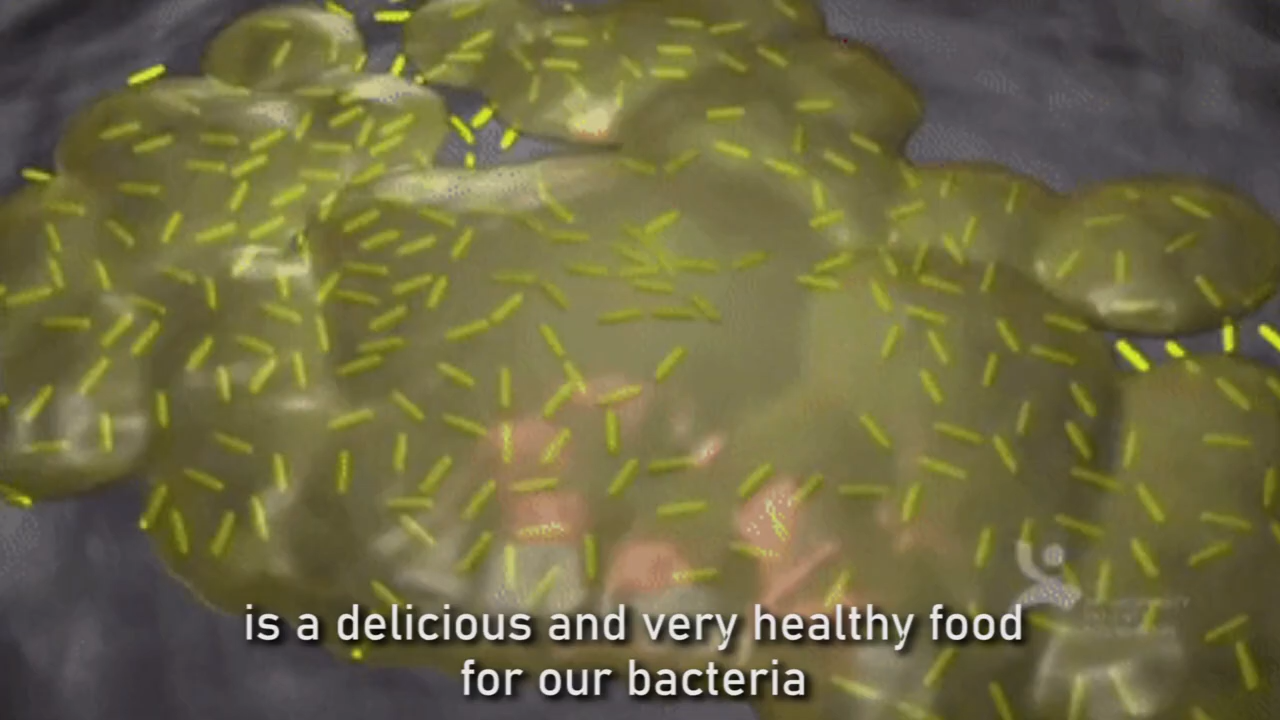 is a delicious and very healthy food
for our bacteria